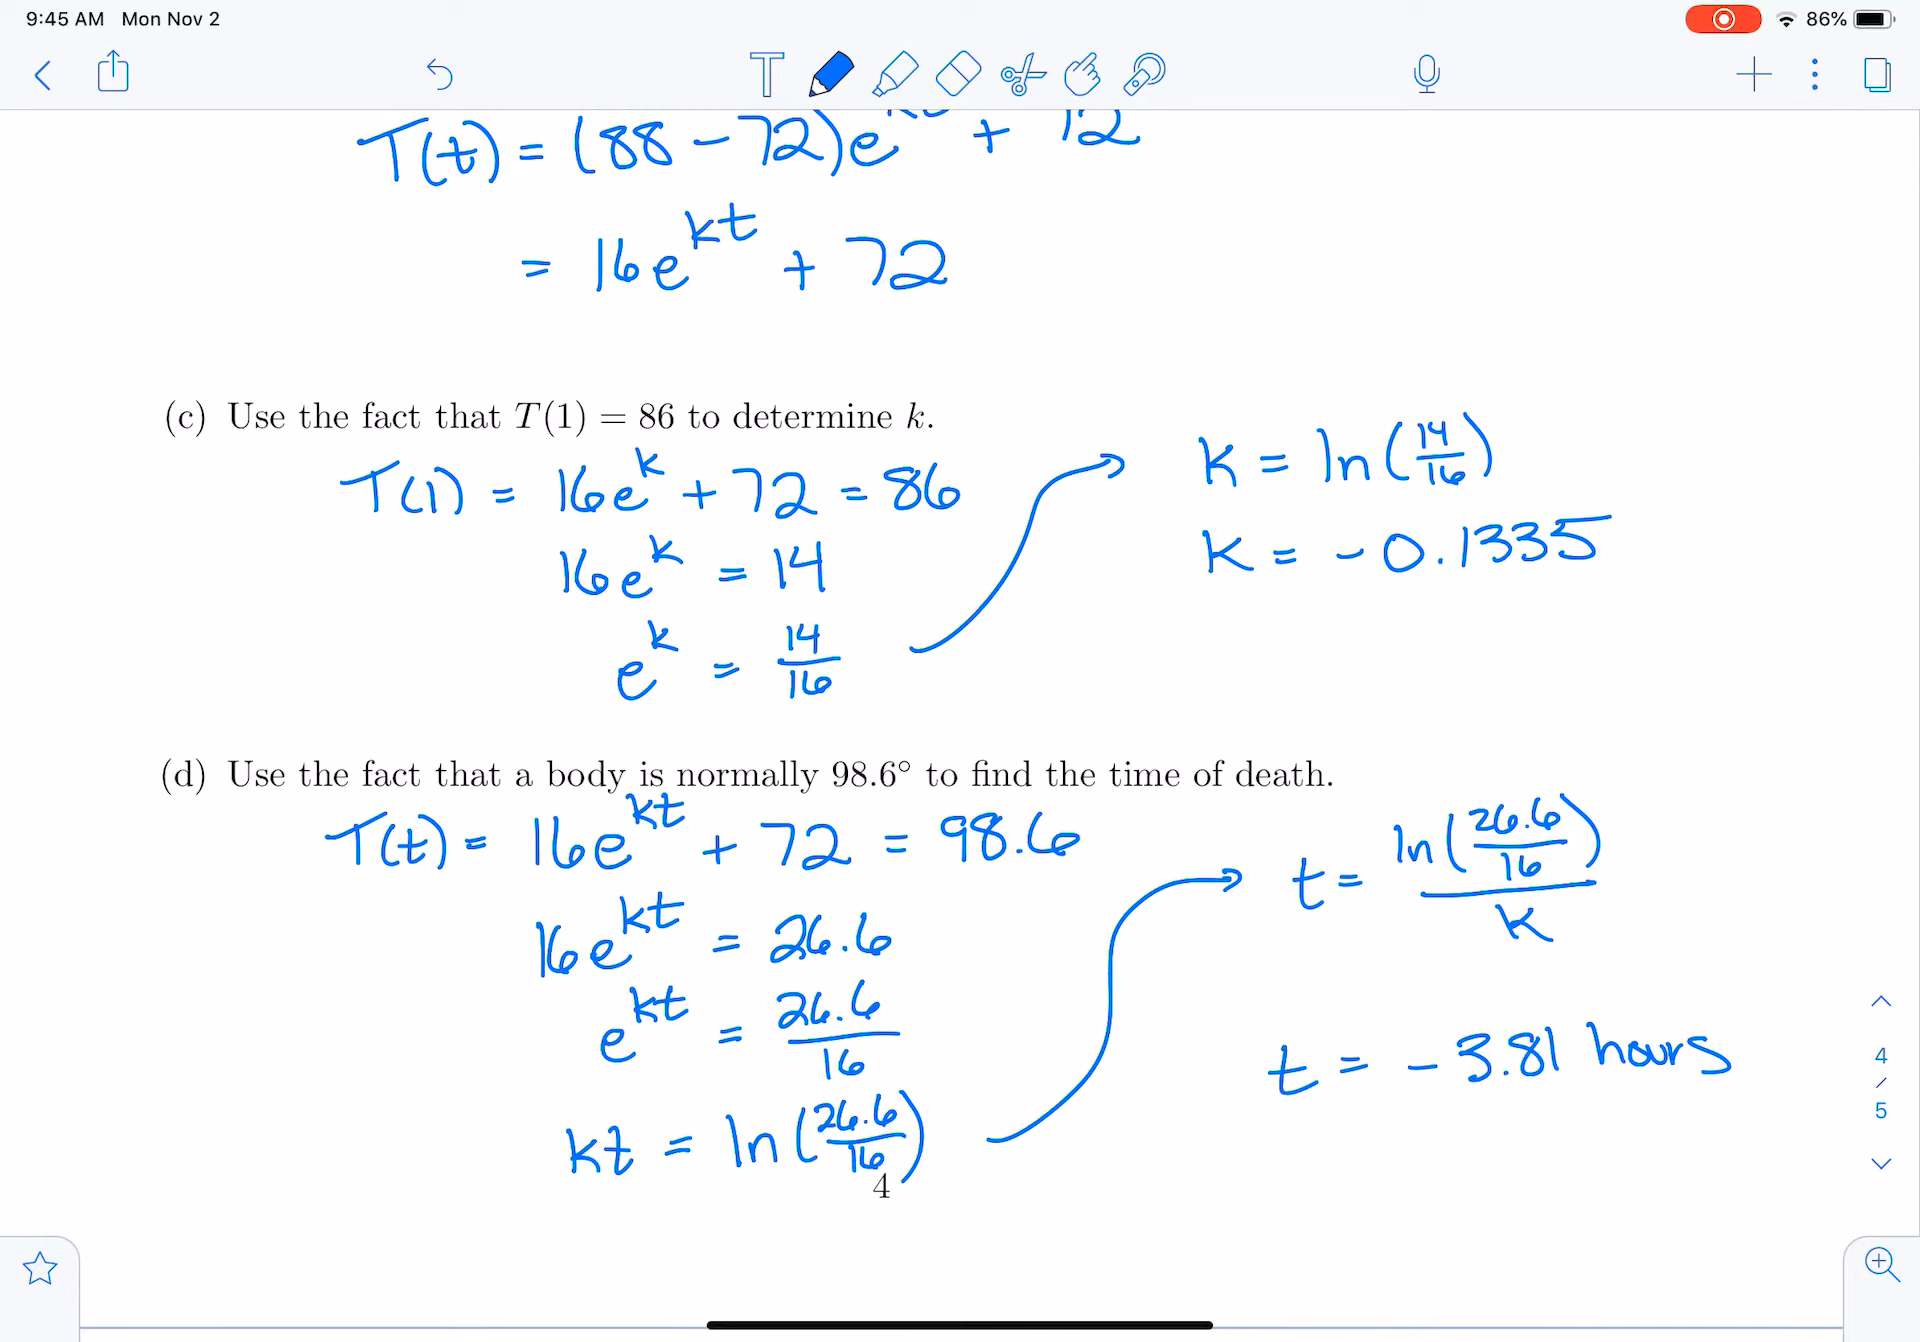 9:45 AM Mon Nov 2
86%
T
T(t) = (88 - 72)e + 72
= 16e^{kt} + 72
(c) Use the fact that T(1) = 86 to determine k.
T(1) = 16e^k + 72 = 86
16e^k = 14
e^k = 14/16
k = ln(14/16)
k = -0.1335
(d) Use the fact that a body is normally 98.6° to find the time of death.
T(t) = 16e^{kt} + 72 = 98.6
16e^{kt} = 26.6
e^{kt} = 26.6/16
kt = ln(26.6/16)
t = ln(26.6/16)/k
t = -3.81 hours
4
4
/
5